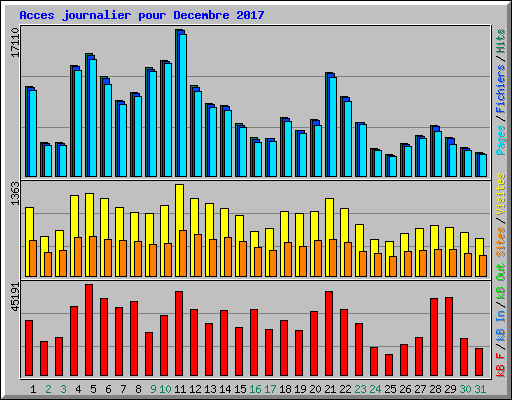 Acces journalier pour Decembre 2017
17110
1363
45191
Pages / Fichiers / Hits
Sites / Visites
kB F / kB In / kB Out
1 2 3 4 5 6 7 8 9 10 11 12 13 14 15 16 17 18 19 20 21 22 23 24 25 26 27 28 29 30 31